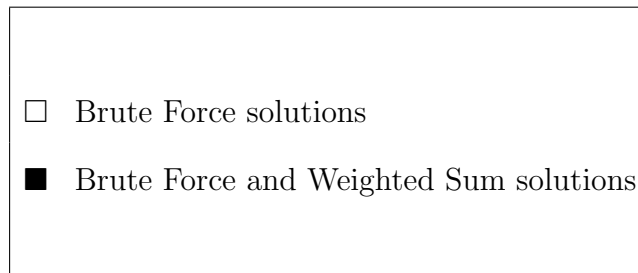 □ Brute Force solutions
■ Brute Force and Weighted Sum solutions